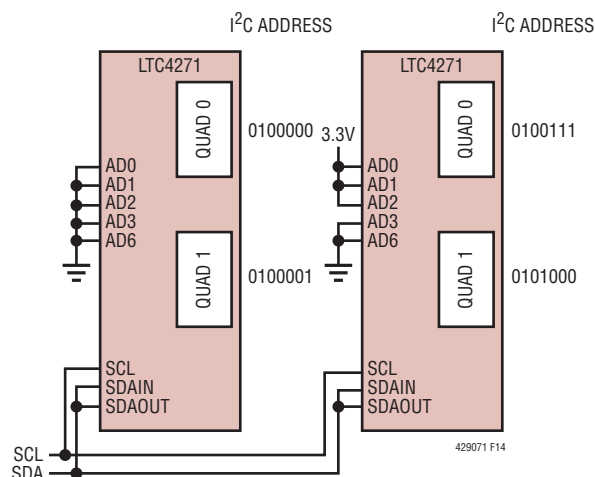 I²C ADDRESS
LTC4271
QUAD 0
0100000
AD0
AD1
AD2
AD3
AD6
QUAD 1
0100001
SCL
SDAIN
SDAOUT
I²C ADDRESS
LTC4271
QUAD 0
0100111
3.3V
AD0
AD1
AD2
AD3
AD6
QUAD 1
0101000
SCL
SDAIN
SDAOUT
SCL
SDA
429071 F14